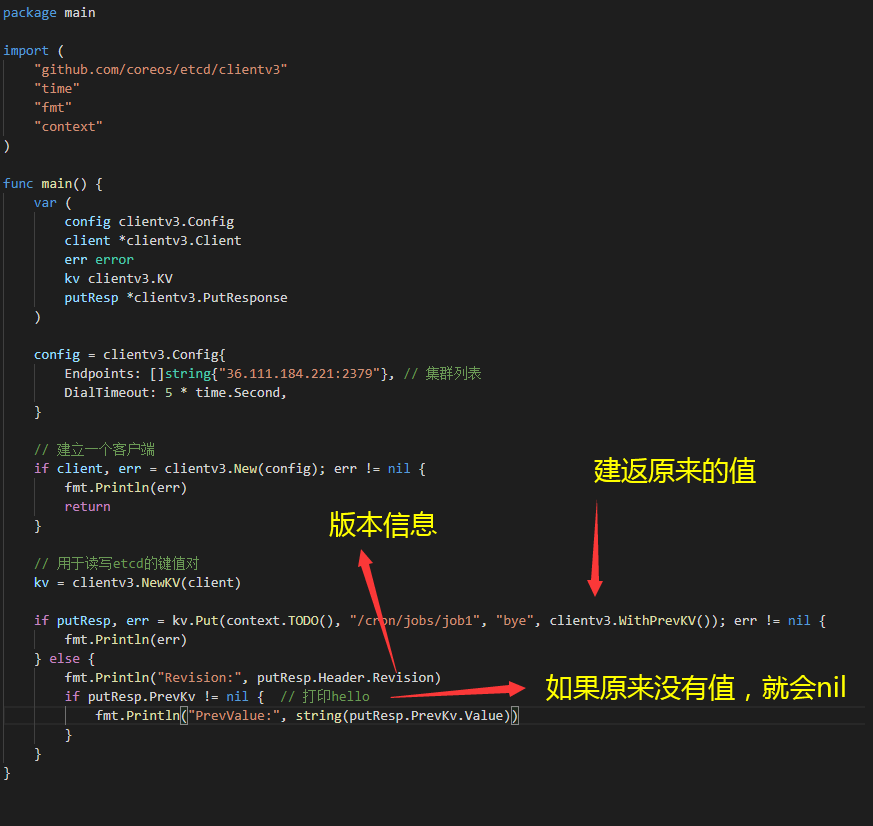 package main
import (
"github.com/coreos/etcd/clientv3"
"time"
"fmt"
"context"
)
func main() {
var (
config clientv3.Config
client *clientv3.Client
err error
kv clientv3.KV
putResp *clientv3.PutResponse
)
config = clientv3.Config{
Endpoints: []string{"36.111.184.221:2379"}, // 集群列表
DialTimeout: 5 * time.Second,
}
// 建立一个客户端
if client, err = clientv3.New(config); err != nil {
fmt.Println(err)
return
}
建返原来的值
版本信息
// 用于读写etcd的键值对
kv = clientv3.NewKV(client)
if putResp, err = kv.Put(context.TODO(), "/cron/jobs/job1", "bye", clientv3.WithPrevKV()); err != nil {
fmt.Println(err)
} else {
fmt.Println("Revision:", putResp.Header.Revision)
if putResp.PrevKv != nil { // 打印hello
如果原来没有值，就会nil
fmt.Println("PrevValue:", string(putResp.PrevKv.Value))
}
}
}